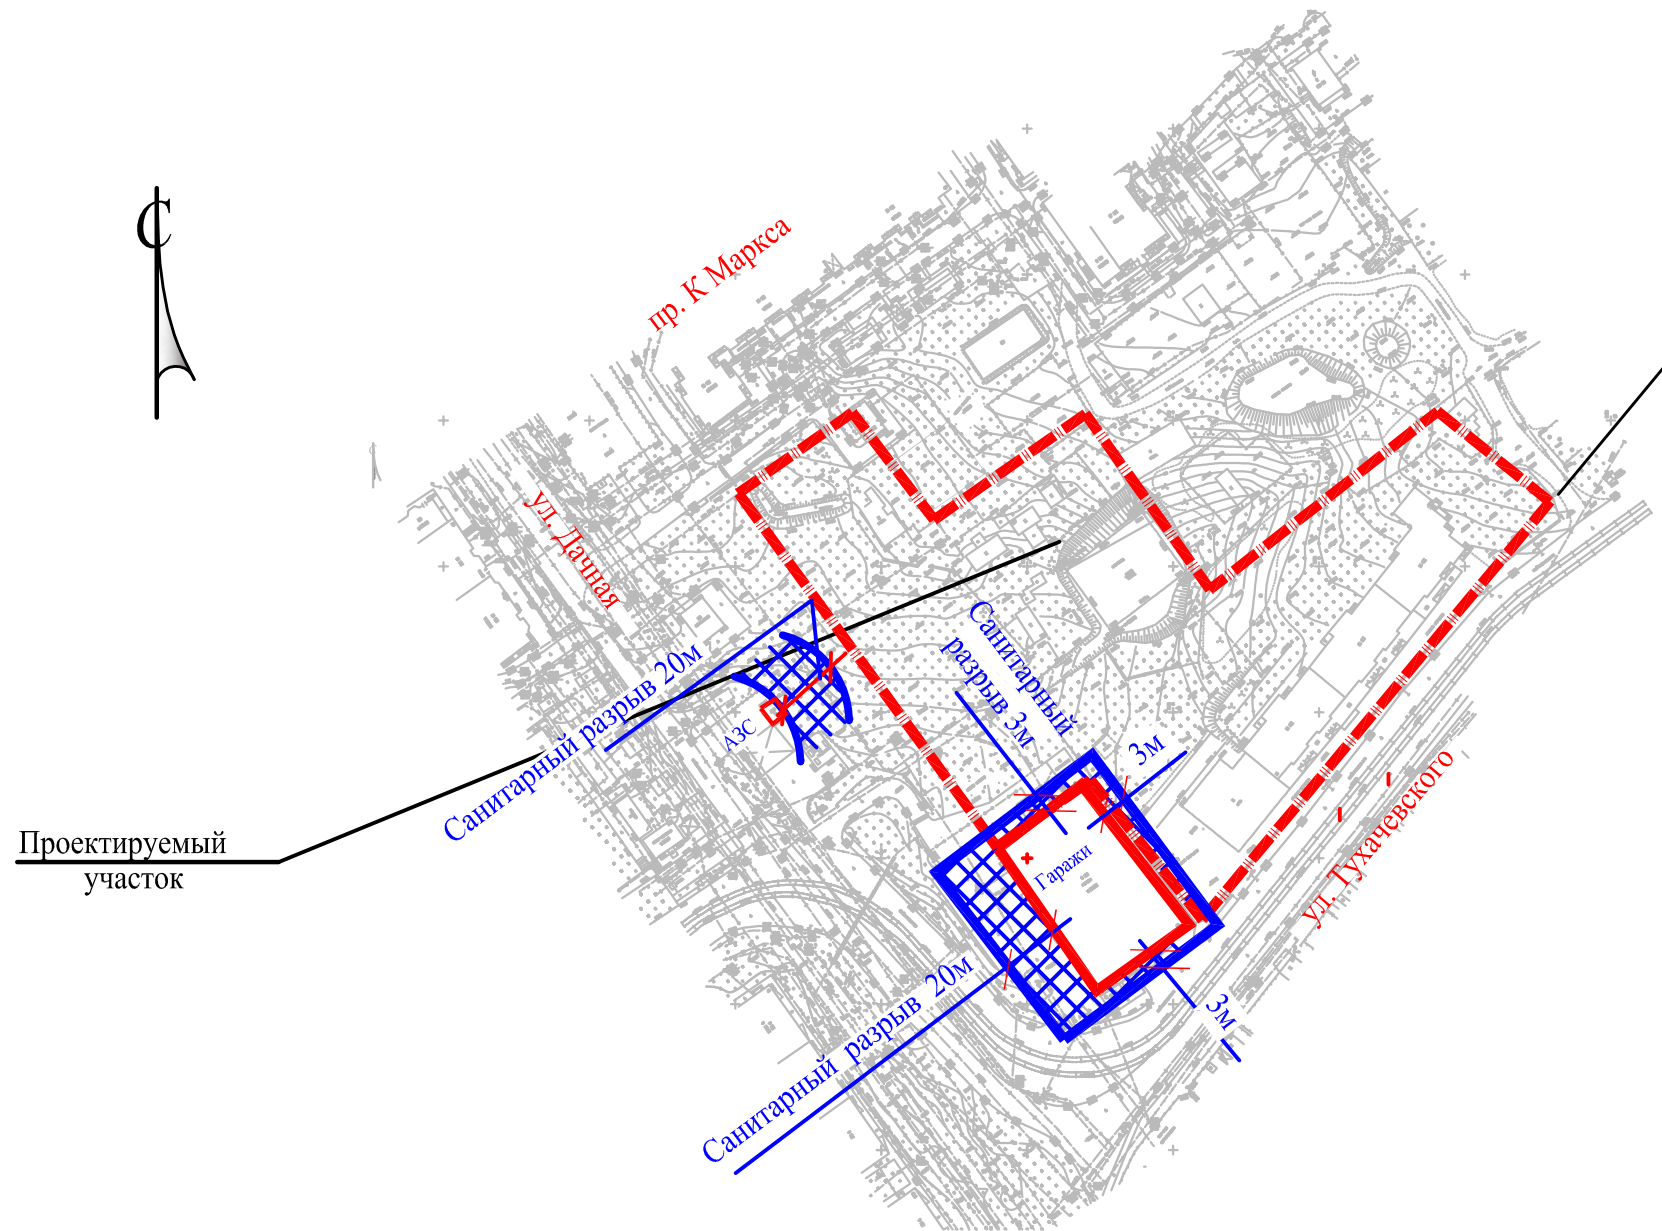 С
пр. К Маркса
ул. Дачная
Санитарный разрыв 20м
АЗС
Санитарный
разрыв 3м
3м
Гаражи
ул. Тухачевского
Проектируемый
участок
Санитарный разрыв 20м
3м